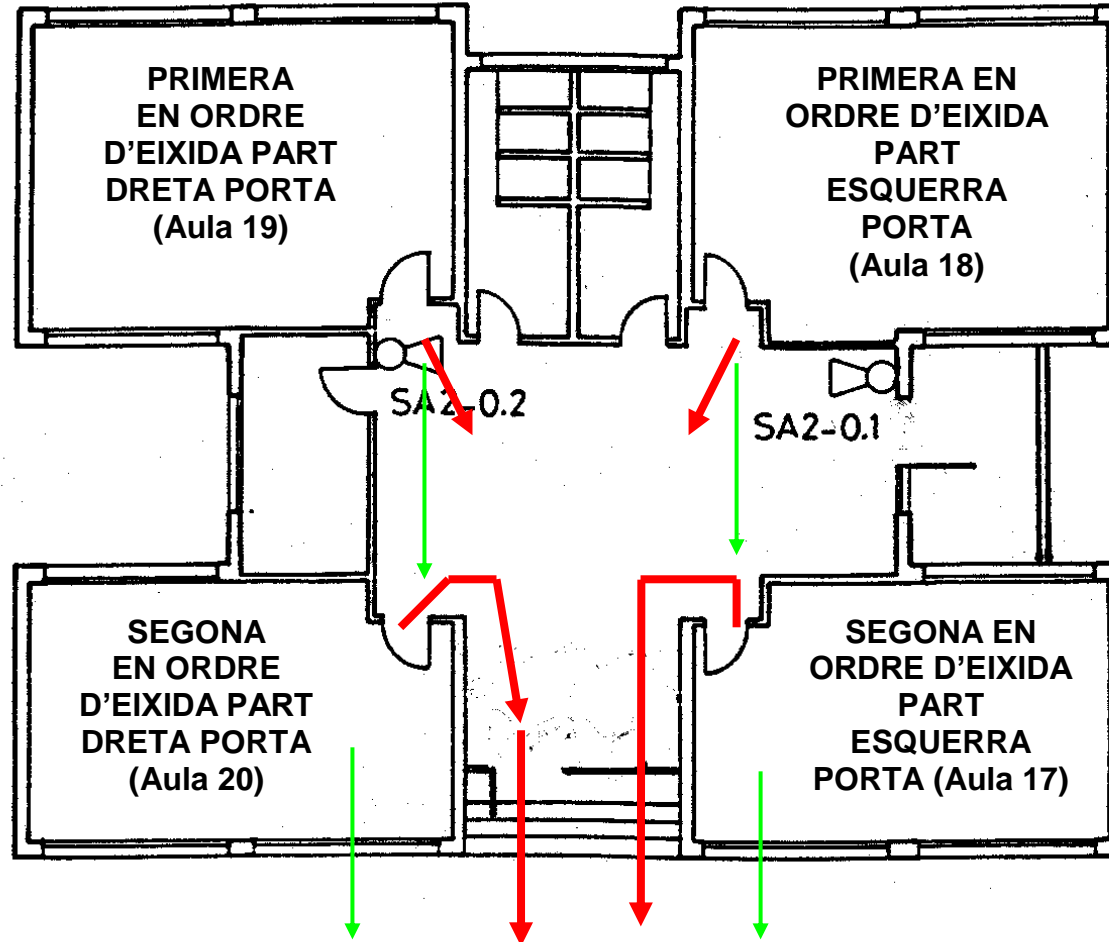 PRIMERA
EN ORDRE
D'EIXIDA PART
DRETA PORTA
(Aula 19)
PRIMERA EN
ORDRE D'EIXIDA
PART
ESQUERRA
PORTA
(Aula 18)
SA2-0.2
SA2-0.1
SEGONA
EN ORDRE
D'EIXIDA PART
DRETA PORTA
(Aula 20)
SEGONA EN
ORDRE D'EIXIDA
PART
ESQUERRA
PORTA (Aula 17)